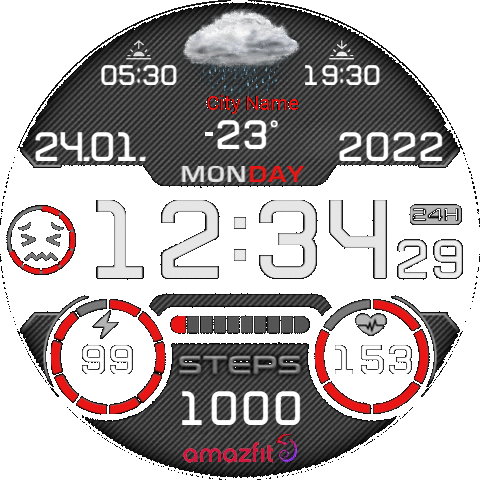 05:30 19:30
City Name
-23°
24.01. 2022
MONDAY
12:34 24H
29
99 153
STEPS
1000
amazfit